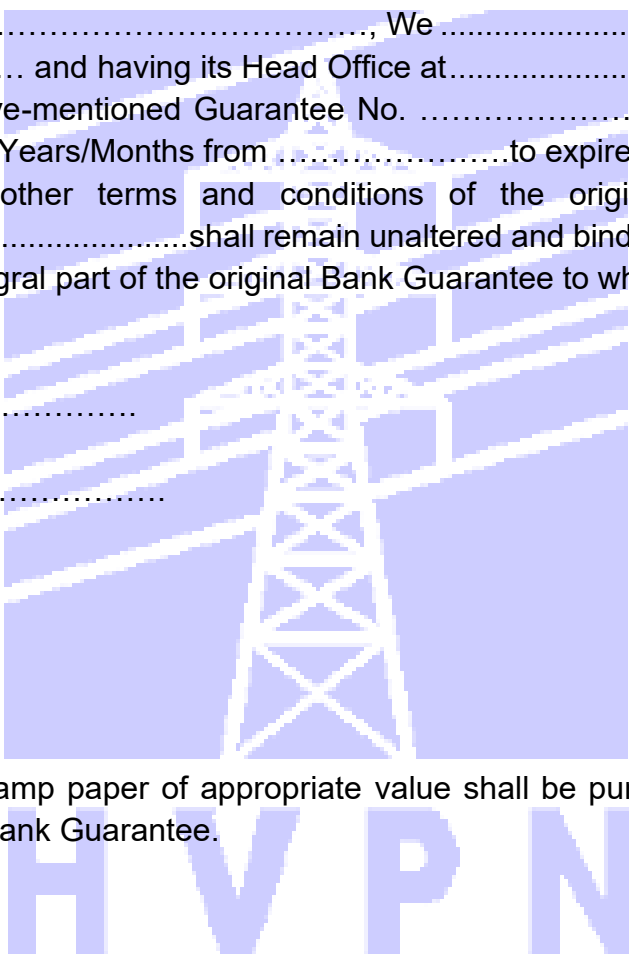 ……………………………………, We ......................
… and having its Head Office at.....................
ve-mentioned Guarantee No. …………………
Years/Months from …………………..to expire
other terms and conditions of the origi
......................shall remain unaltered and bind
gral part of the original Bank Guarantee to wh
………….
…………….
amp paper of appropriate value shall be pur
ank Guarantee.
H V P N